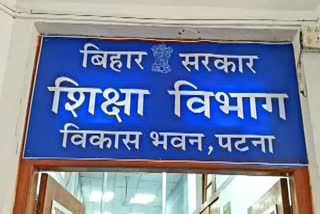 बिहार सरकार
शिक्षा विभाग
विकास भवन, पटना